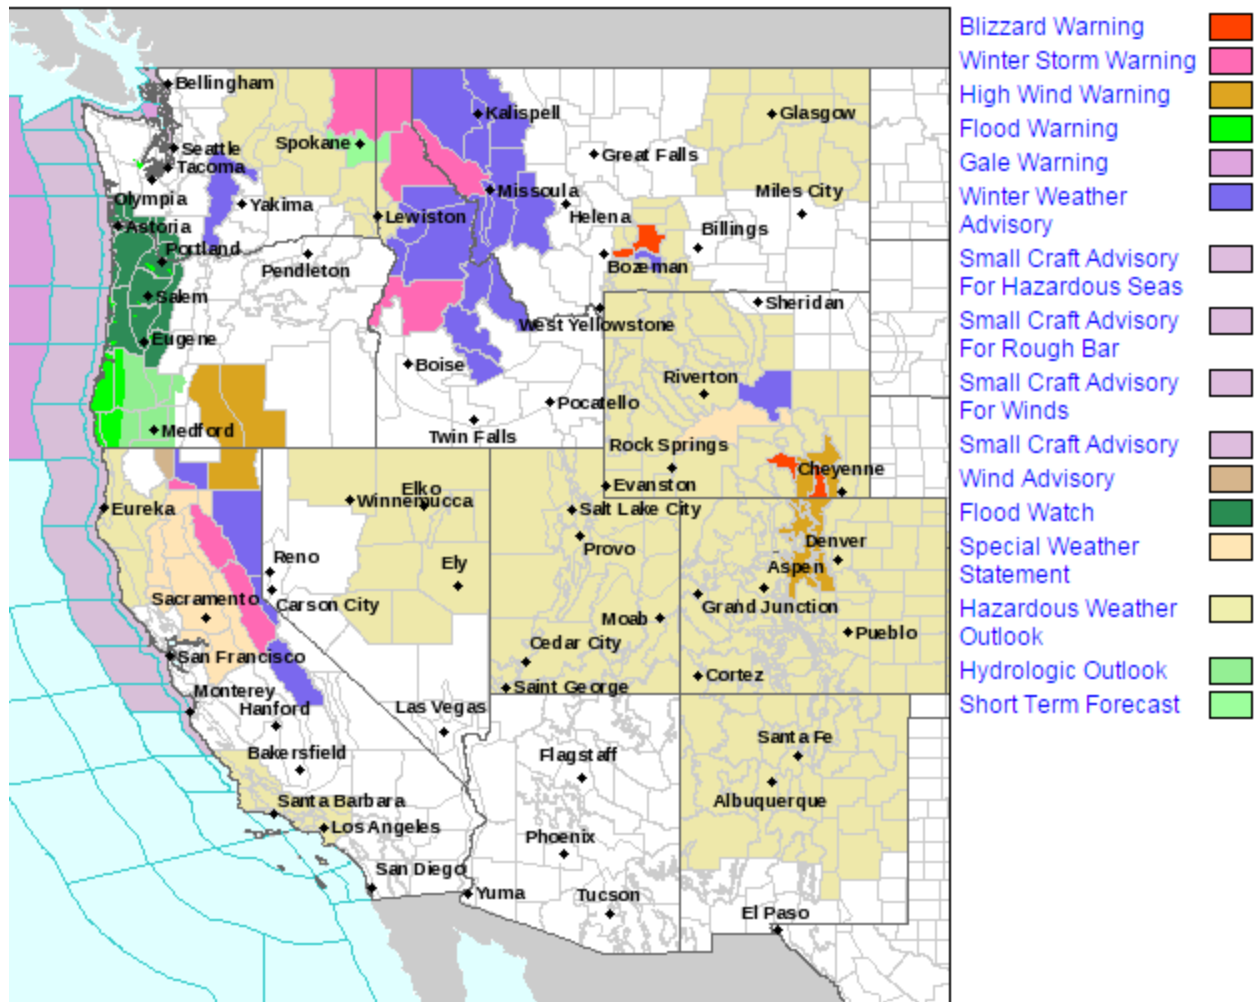 Bellingham
Seattle
Tacoma
Olympia
Spokane
Yakima
Astoria
Portland
Pendleton
Lewiston
Salem
Eugene
Medford
Kalispell
Missoula
Great Falls
Helena
Glasgow
Miles City
Billings
Bozeman
West Yellowstone
Sheridan
Boise
Pocatello
Twin Falls
Riverton
Rock Springs
Cheyenne
Evanston
Eureka
Elko
Winnemucca
Reno
Ely
Carson City
Sacramento
San Francisco
Monterey
Hanford
Bakersfield
Las Vegas
Santa Barbara
Los Angeles
San Diego
Salt Lake City
Provo
Moab
Cedar City
Saint George
Denver
Aspen
Grand Junction
Pueblo
Cortez
Flagstaff
Phoenix
Yuma
Tucson
Santa Fe
Albuquerque
El Paso
Blizzard Warning
Winter Storm Warning
High Wind Warning
Flood Warning
Gale Warning
Winter Weather
Advisory
Small Craft Advisory
For Hazardous Seas
Small Craft Advisory
For Rough Bar
Small Craft Advisory
For Winds
Small Craft Advisory
Wind Advisory
Flood Watch
Special Weather
Statement
Hazardous Weather
Outlook
Hydrologic Outlook
Short Term Forecast